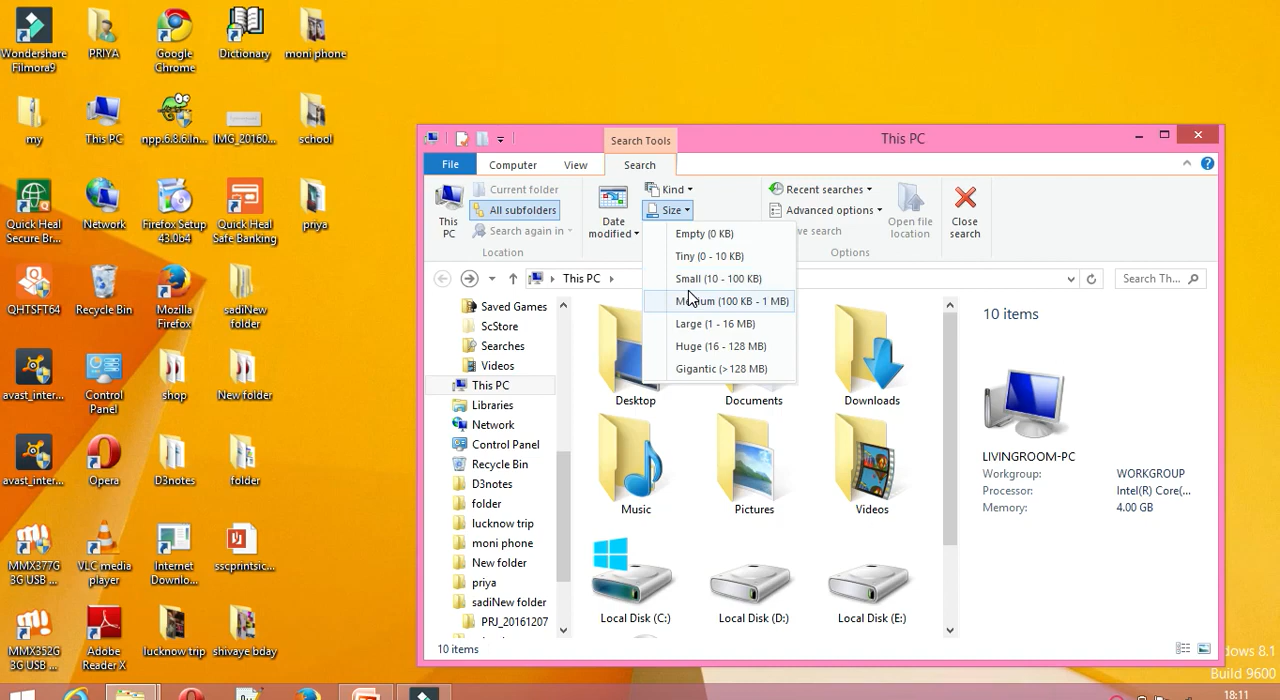 Wondershare
Filmora9
PRIYA
Google
Chrome
Dictionary
moni phone
my
This PC
npp.6.8.6.in...
IMG_20160...
school
Quick Heal
Secure Br...
Network
Firefox Setup
43.0b4
Quick Heal
Safe Banking
priya
QHTSFT64
Recycle Bin
Mozilla
Firefox
sadiNew
folder
avast_inter...
Control
Panel
shop
New folder
avast_inter...
Opera
D3notes
folder
MMX377G
3G USB ...
VLC media
player
Internet
Downlo...
sscprintsic...
MMX352G
3G USB ...
Adobe
Reader X
lucknow trip
shivaye bday
Search Tools
This PC
File
Computer
View
Search
This
PC
Current folder
All subfolders
Search again in
Location
Date
modified
Kind
Size
Recent searches
Advanced options
ve search
Options
Open file
location
Close
search
Empty (0 KB)
Tiny (0 - 10 KB)
Small (10 - 100 KB)
(100 KB - 1 MB)
Large (1 - 16 MB)
Huge (16 - 128 MB)
Gigantic (>128 MB)
This PC
Search Th...
Saved Games
ScStore
Searches
Videos
This PC
Libraries
Network
Control Panel
Recycle Bin
D3notes
folder
lucknow trip
moni phone
New folder
priya
sadiNew folder
PRJ_20161207
Desktop
Documents
Downloads
Music
Pictures
Videos
Local Disk (C:)
Local Disk (D:)
Local Disk (E:)
10 items
LIVINGROOM-PC
Workgroup: WORKGROUP
Processor: Intel(R) Core(...
Memory: 4.00 GB
10 items
dows 8.1
Build 9600
18:11